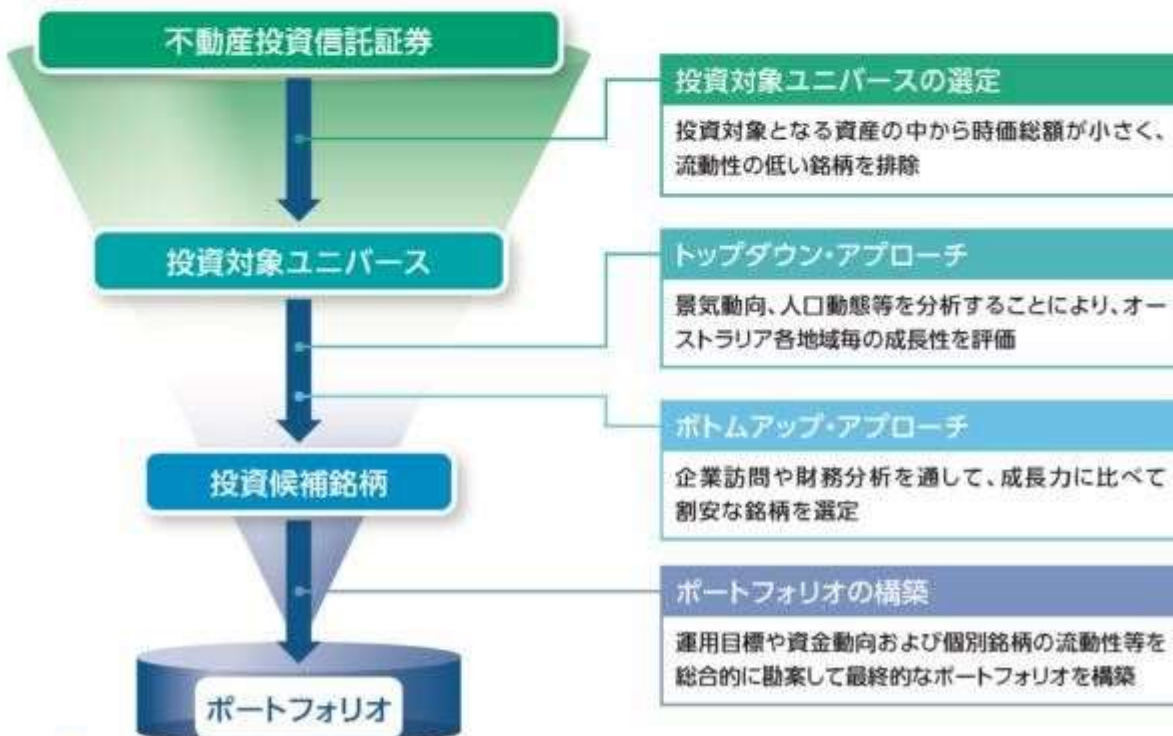 不動産投資信託証券
投資対象ユニバースの選定
投資対象となる資産の中から時価総額が小さく、
流動性の低い銘柄を排除
投資対象ユニバース
トップダウン・アプローチ
景気動向、人口動態等を分析することにより、オー
ストラリア各地域毎の成長性を評価
ボトムアップ・アプローチ
企業訪問や財務分析を通して、成長力に比べて
割安な銘柄を選定
投資候補銘柄
ポートフォリオの構築
運用目標や資金動向および個別銘柄の流動性等を
総合的に勘案して最終的なポートフォリオを構築
ポートフォリオ